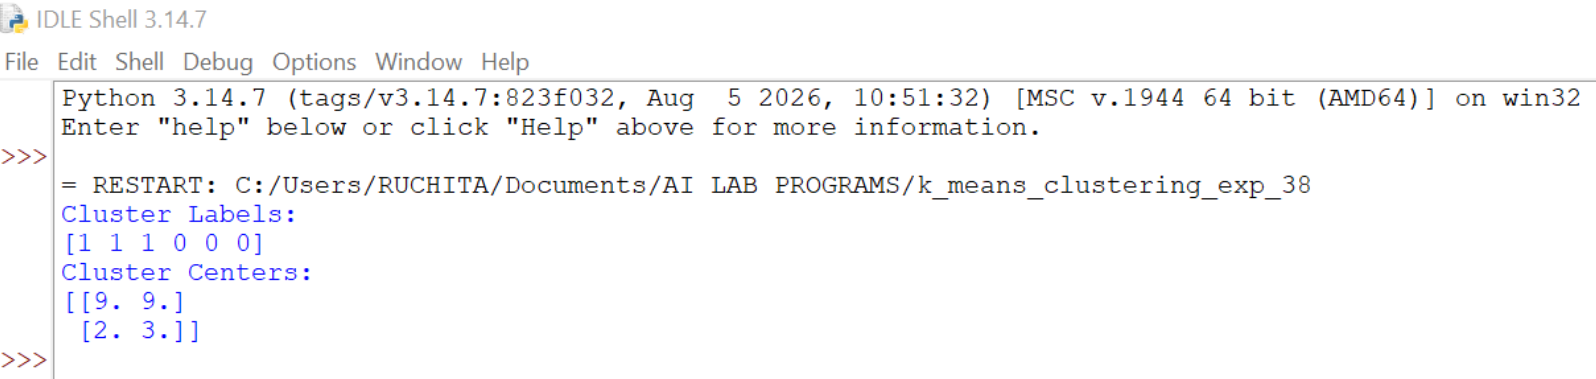 IDLE Shell 3.14.7
File Edit Shell Debug Options Window Help
Python 3.14.7 (tags/v3.14.7:823f032, Aug  5 2026, 10:51:32) [MSC v.1944 64 bit (AMD64)] on win32
Enter "help" below or click "Help" above for more information.
>>>
= RESTART: C:/Users/RUCHITA/Documents/AI LAB PROGRAMS/k_means_clustering_exp_38
Cluster Labels:
[1 1 1 0 0 0]
Cluster Centers:
[[9. 9.]
 [2. 3.]]
>>>